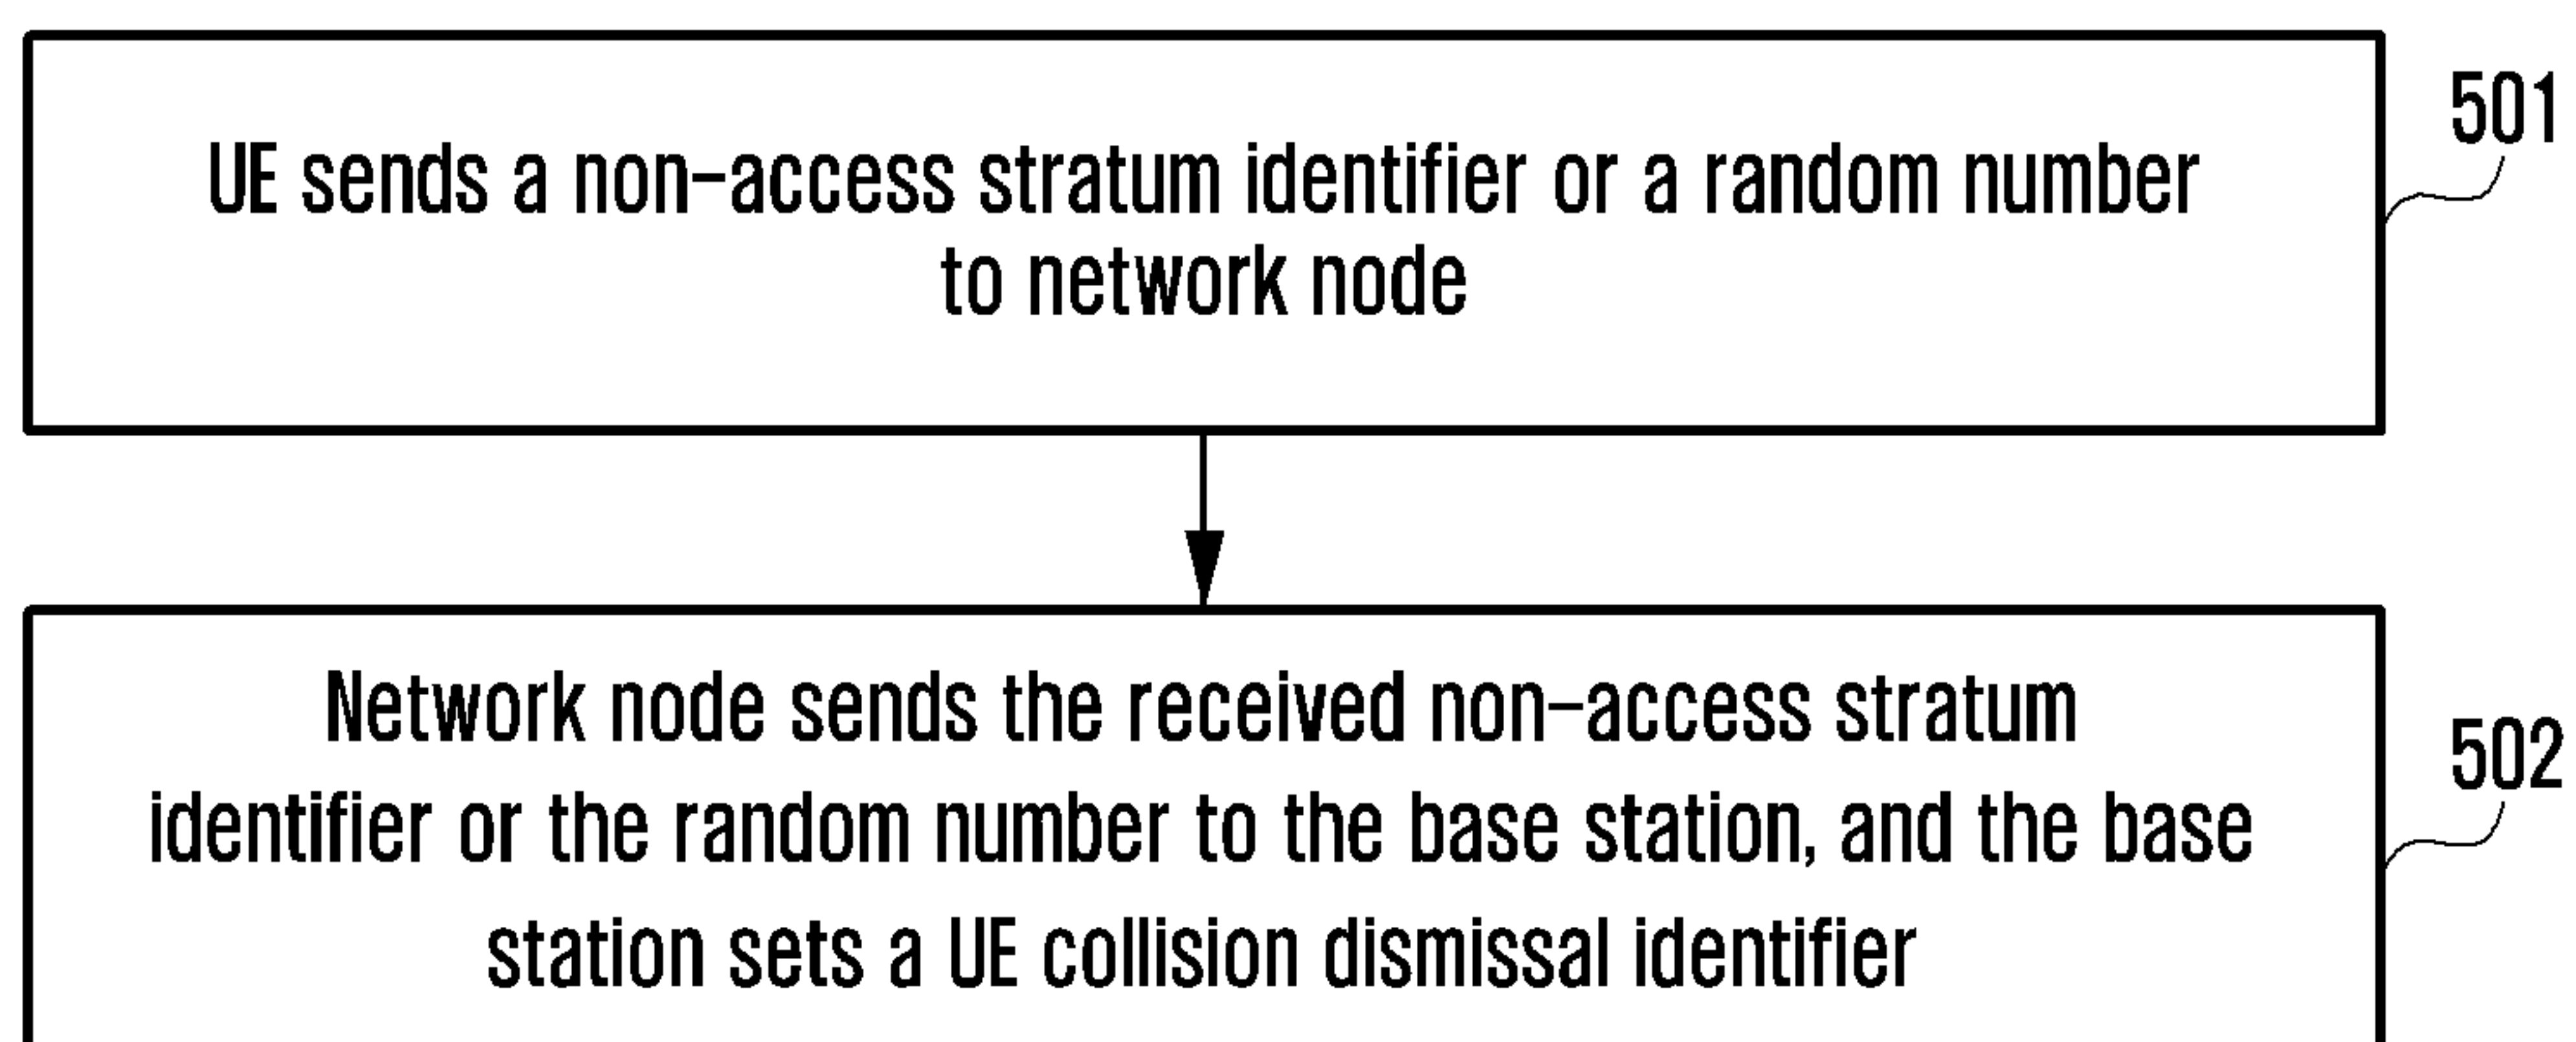 501
UE sends a non-access stratum identifier or a random number
to network node
Network node sends the received non-access stratum
502
identifier or the random number to the base station, and the base
station sets a UE collision dismissal identifier